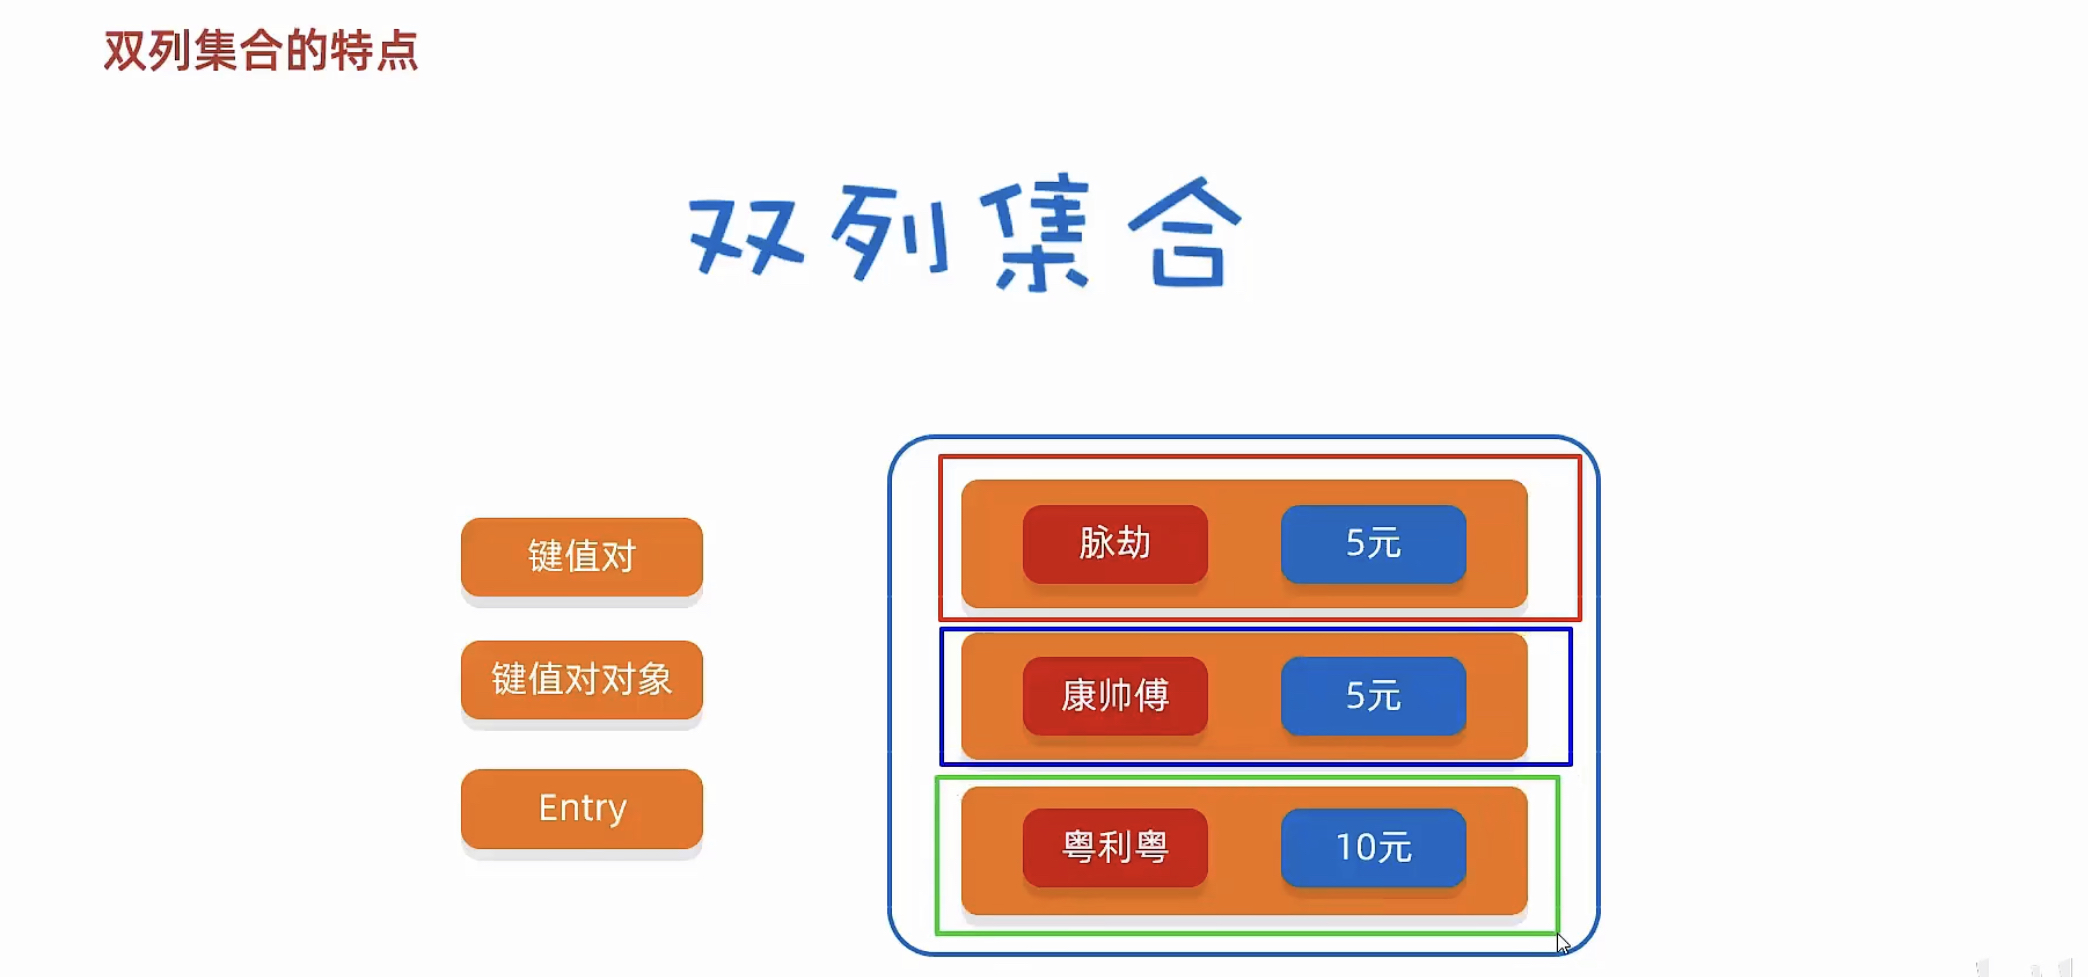 双列集合的特点
双列集合
键值对
键值对对象
Entry
脉劫 5元
康帅傅 5元
粤利粤 10元